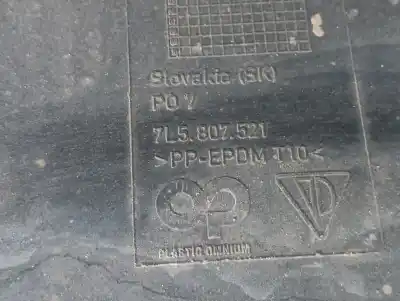 Slovakia (SK)
PO 7
7L5.807.521
>PP-EPDM T10<
PLASTIC OMNIUM